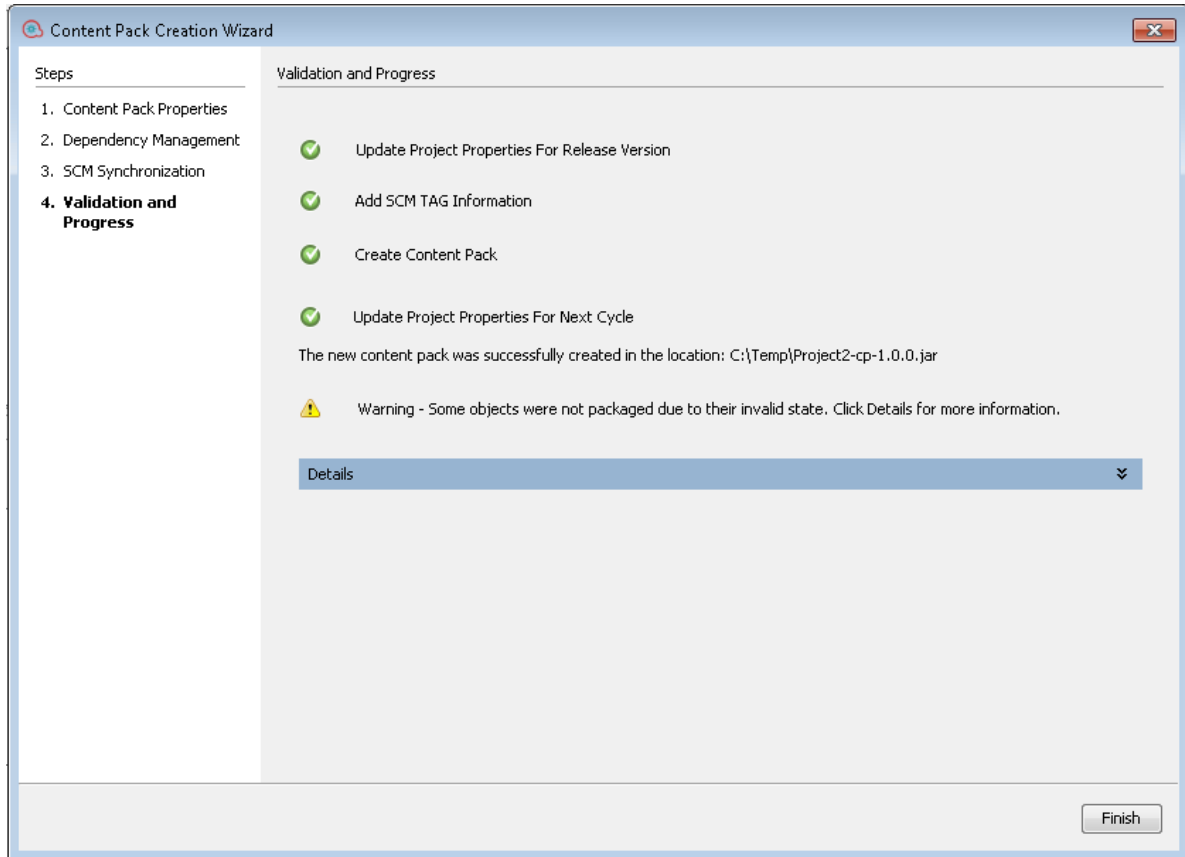 Content Pack Creation Wizard
Steps
1. Content Pack Properties
2. Dependency Management
3. SCM Synchronization
4. Validation and
Progress
Validation and Progress
Update Project Properties For Release Version
Add SCM TAG Information
Create Content Pack
Update Project Properties For Next Cycle
The new content pack was successfully created in the location: C:\Temp\Project2-cp-1.0.0.jar
Warning - Some objects were not packaged due to their invalid state. Click Details for more information.
Details
Finish